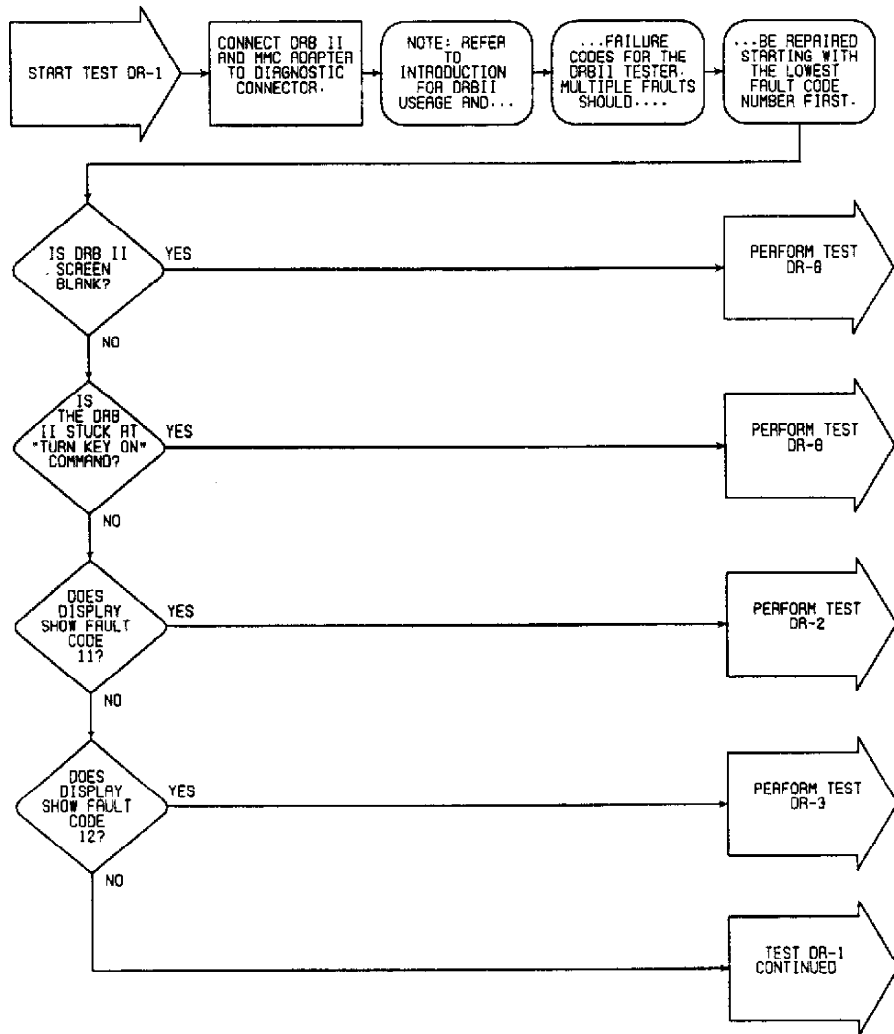 START TEST DR-1
CONNECT DRB II
AND MMC ADAPTER
TO DIAGNOSTIC
CONNECTOR.
NOTE: REFER
TO
INTRODUCTION
FOR DRBII
USEAGE AND...
...FAILURE
CODES FOR THE
DRBII TESTER.
MULTIPLE FAULTS
SHOULD....
...BE REPAIRED
STARTING WITH
THE LOWEST
FAULT CODE
NUMBER FIRST.
IS DRB II
SCREEN
BLANK?
YES
PERFORM TEST
DR-8
NO
IS
THE DRB
II STUCK AT
"TURN KEY ON"
COMMAND?
YES
PERFORM TEST
DR-8
NO
DOES
DISPLAY
SHOW FAULT
CODE
11?
YES
PERFORM TEST
DR-2
NO
DOES
DISPLAY
SHOW FAULT
CODE
12?
YES
PERFORM TEST
DR-3
NO
TEST DR-1
CONTINUED